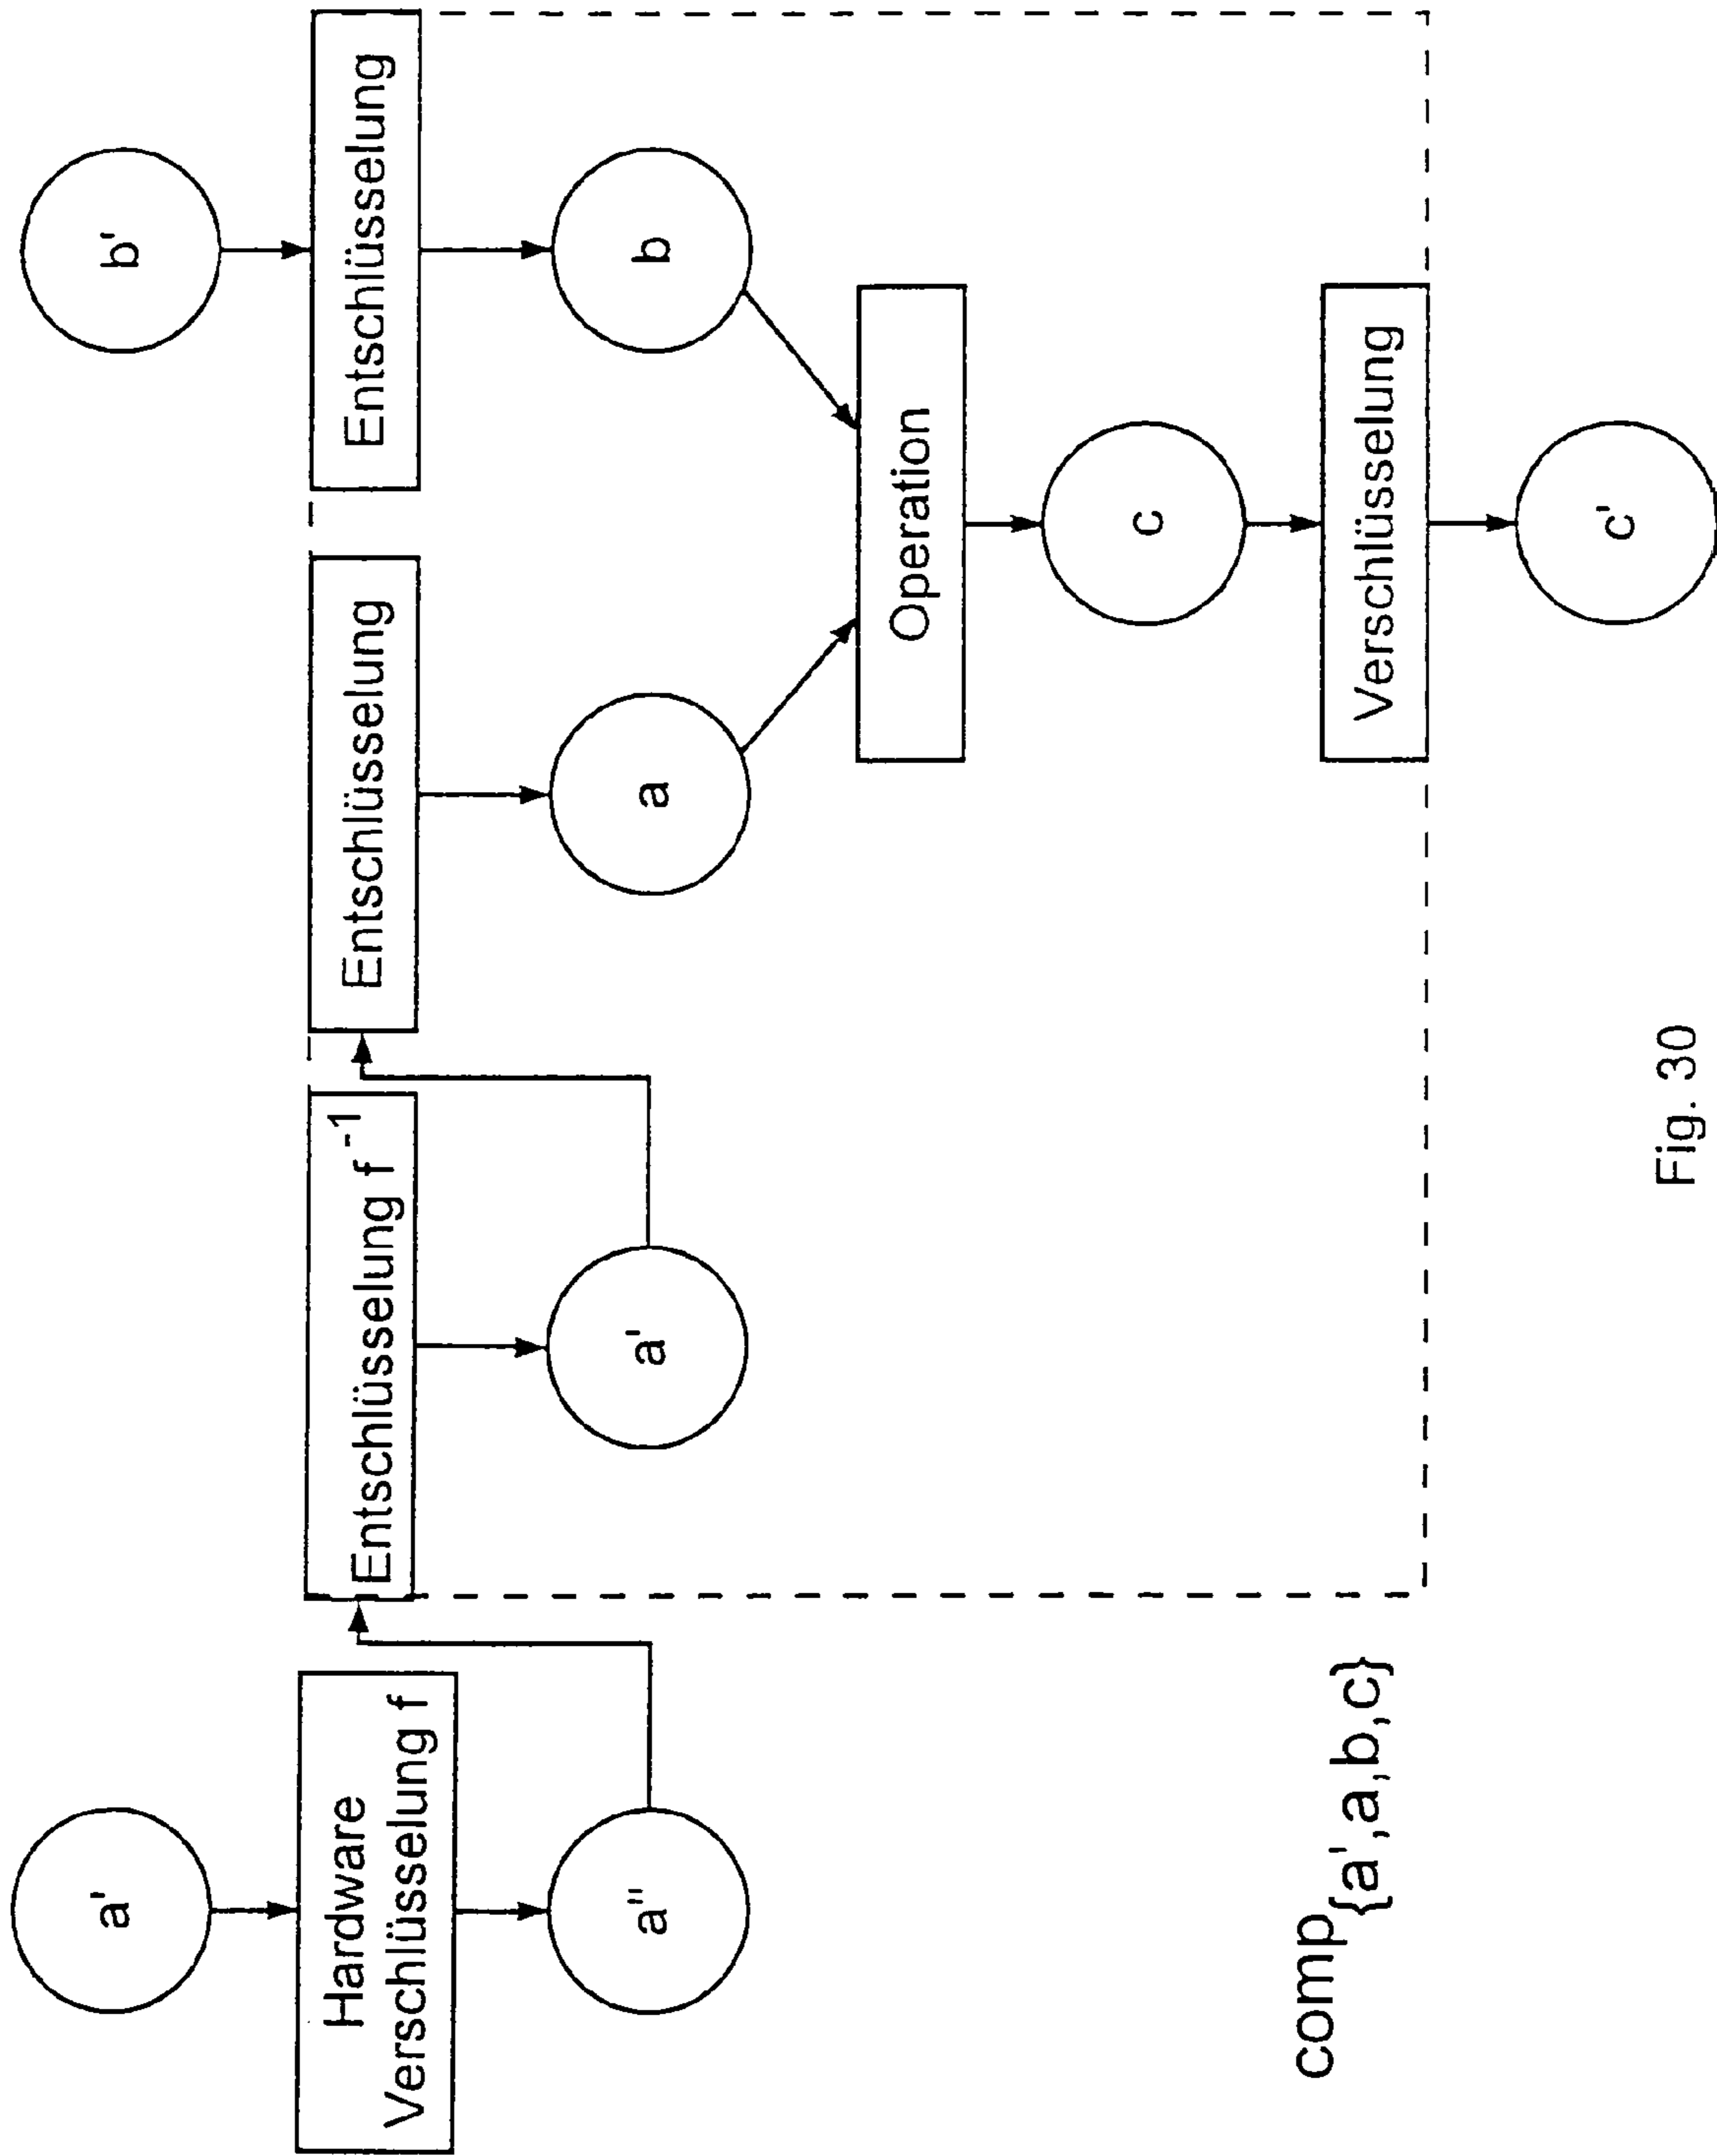 a'
b'
Hardware
Verschlüsselung f
Entschlüsselung f⁻¹
Entschlüsselung
Entschlüsselung
a''
a'
a
b
Operation
c
comp{a',a,b,c}
Verschlüsselung
c'
Fig. 30